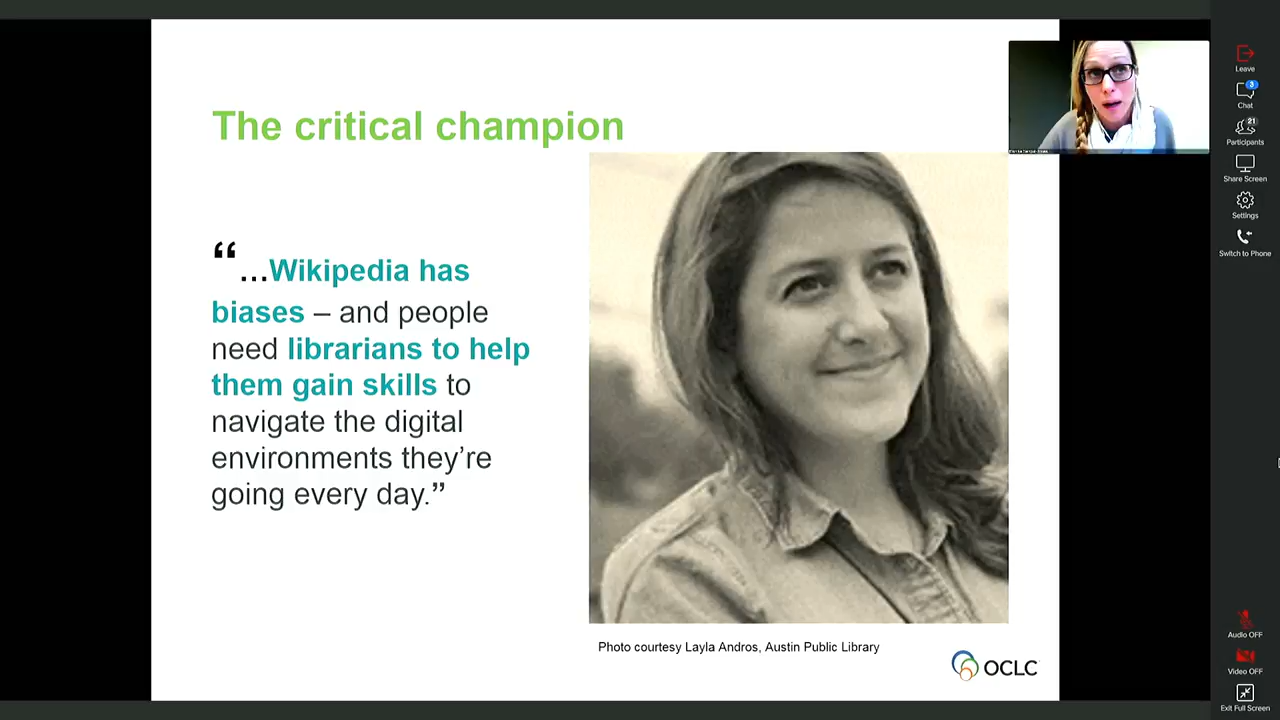 The critical champion
“…Wikipedia has
biases – and people
need librarians to help
them gain skills to
navigate the digital
environments they’re
going every day.”
Photo courtesy Layla Andros, Austin Public Library
OCLC
Leave
3
Chat
21
Participants
Share Screen
Settings
Switch to Phone
Audio OFF
Video OFF
Exit Full Screen